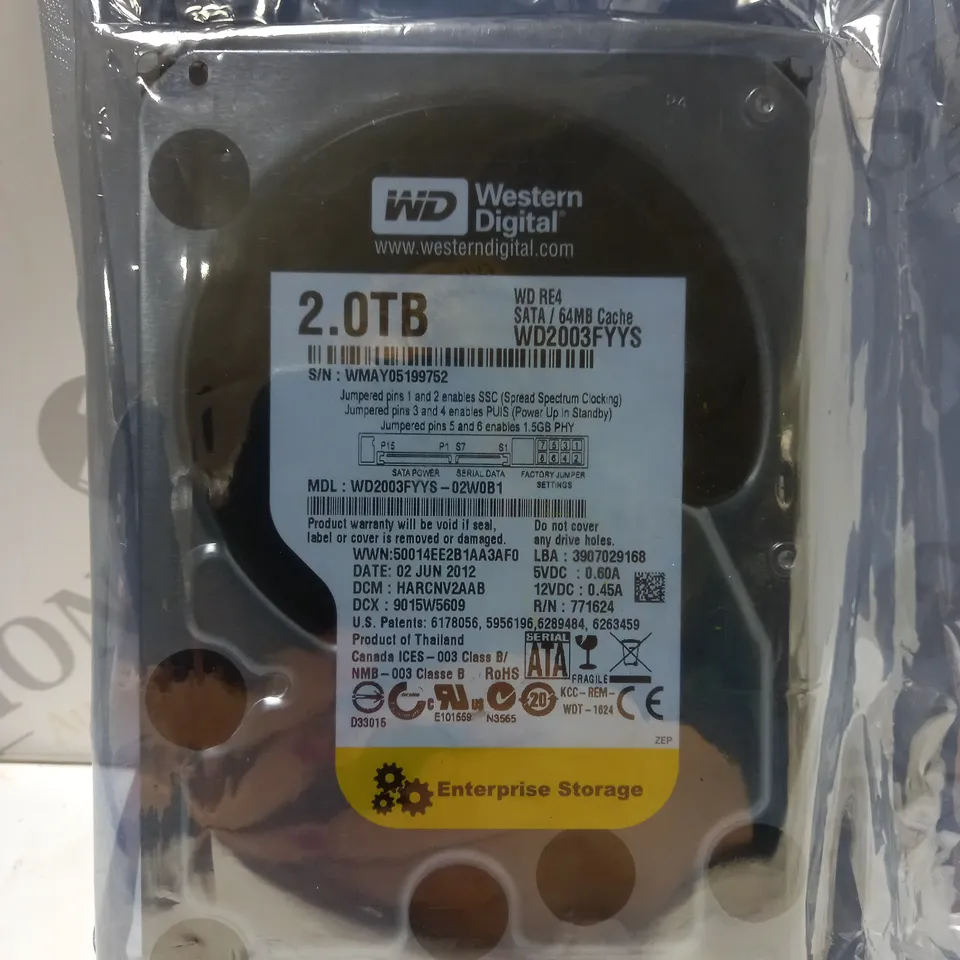 P4
WD Western
Digital
www.westerndigital.com
2.0TB
WD RE4
SATA / 64MB Cache
WD2003FYYS
S/N : WMAY05199752
Jumpered pins 1 and 2 enables SSC (Spread Spectrum Clocking)
Jumpered pins 3 and 4 enables PUIS (Power Up in Standby)
Jumpered pins 5 and 6 enables 1.5GB PHY
P15 P1 S7 S1 7 5 3 1
8 6 4 2
SATA POWER SERIAL DATA FACTORY JUMPER
SETTINGS
MDL : WD2003FYYS-02W0B1
Product warranty will be void if seal,
label or cover is removed or damaged.
Do not cover
any drive holes.
WWN:50014EE2B1AA3AF0
LBA : 3907029168
DATE: 02 JUN 2012
5VDC : 0.60A
DCM : HARCNV2AAB
12VDC : 0.45A
DCX : 9015W5609
R/N : 771624
U.S. Patents: 6178056, 5956196,6289484, 6263459
Product of Thailand
Canada ICES-003 Class B/
NMB-003 Classe B RoHS
SERIAL
ATA
FRAGILE
D33015
E101559
N3565
20
KCC-REM-
WDT-1824
CE
ZEP
Enterprise Storage